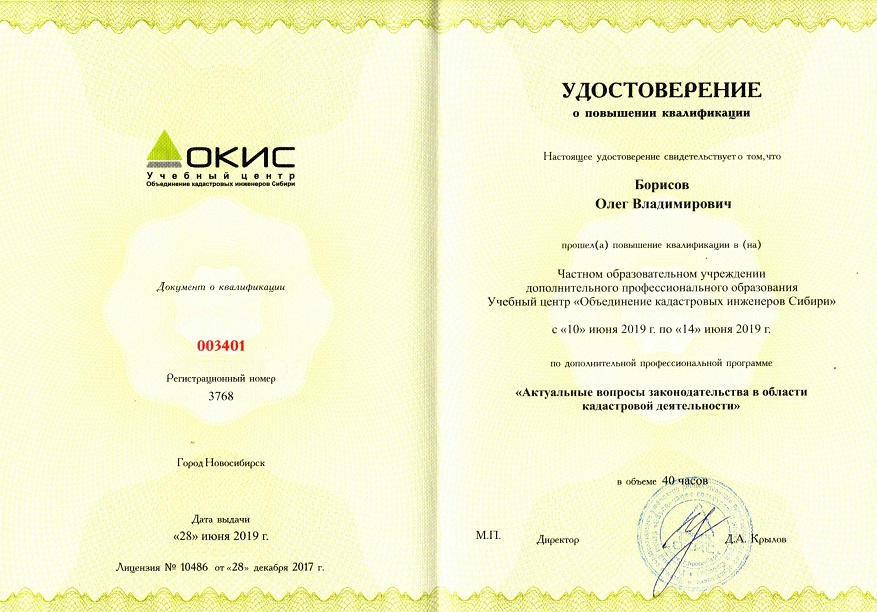 ОКИС
Учебный центр
Объединение кадастровых инженеров Сибири
Документ о квалификации
003401
Регистрационный номер
3768
Город Новосибирск
Дата выдачи
«28» июня 2019 г.
Лицензия № 10486 от «28» декабря 2017 г.
УДОСТОВЕРЕНИЕ
о повышении квалификации
Настоящее удостоверение свидетельствует о том, что
Борисов
Олег Владимирович
прошел(а) повышение квалификации в (на)
Частном образовательном учреждении
дополнительного профессионального образования
Учебный центр «Объединение кадастровых инженеров Сибири»
с «10» июня 2019 г. по «14» июня 2019 г.
по дополнительной профессиональной программе
«Актуальные вопросы законодательства в области
кадастровой деятельности»
в объеме 40 часов
М.П. Директор Д.А. Крылов